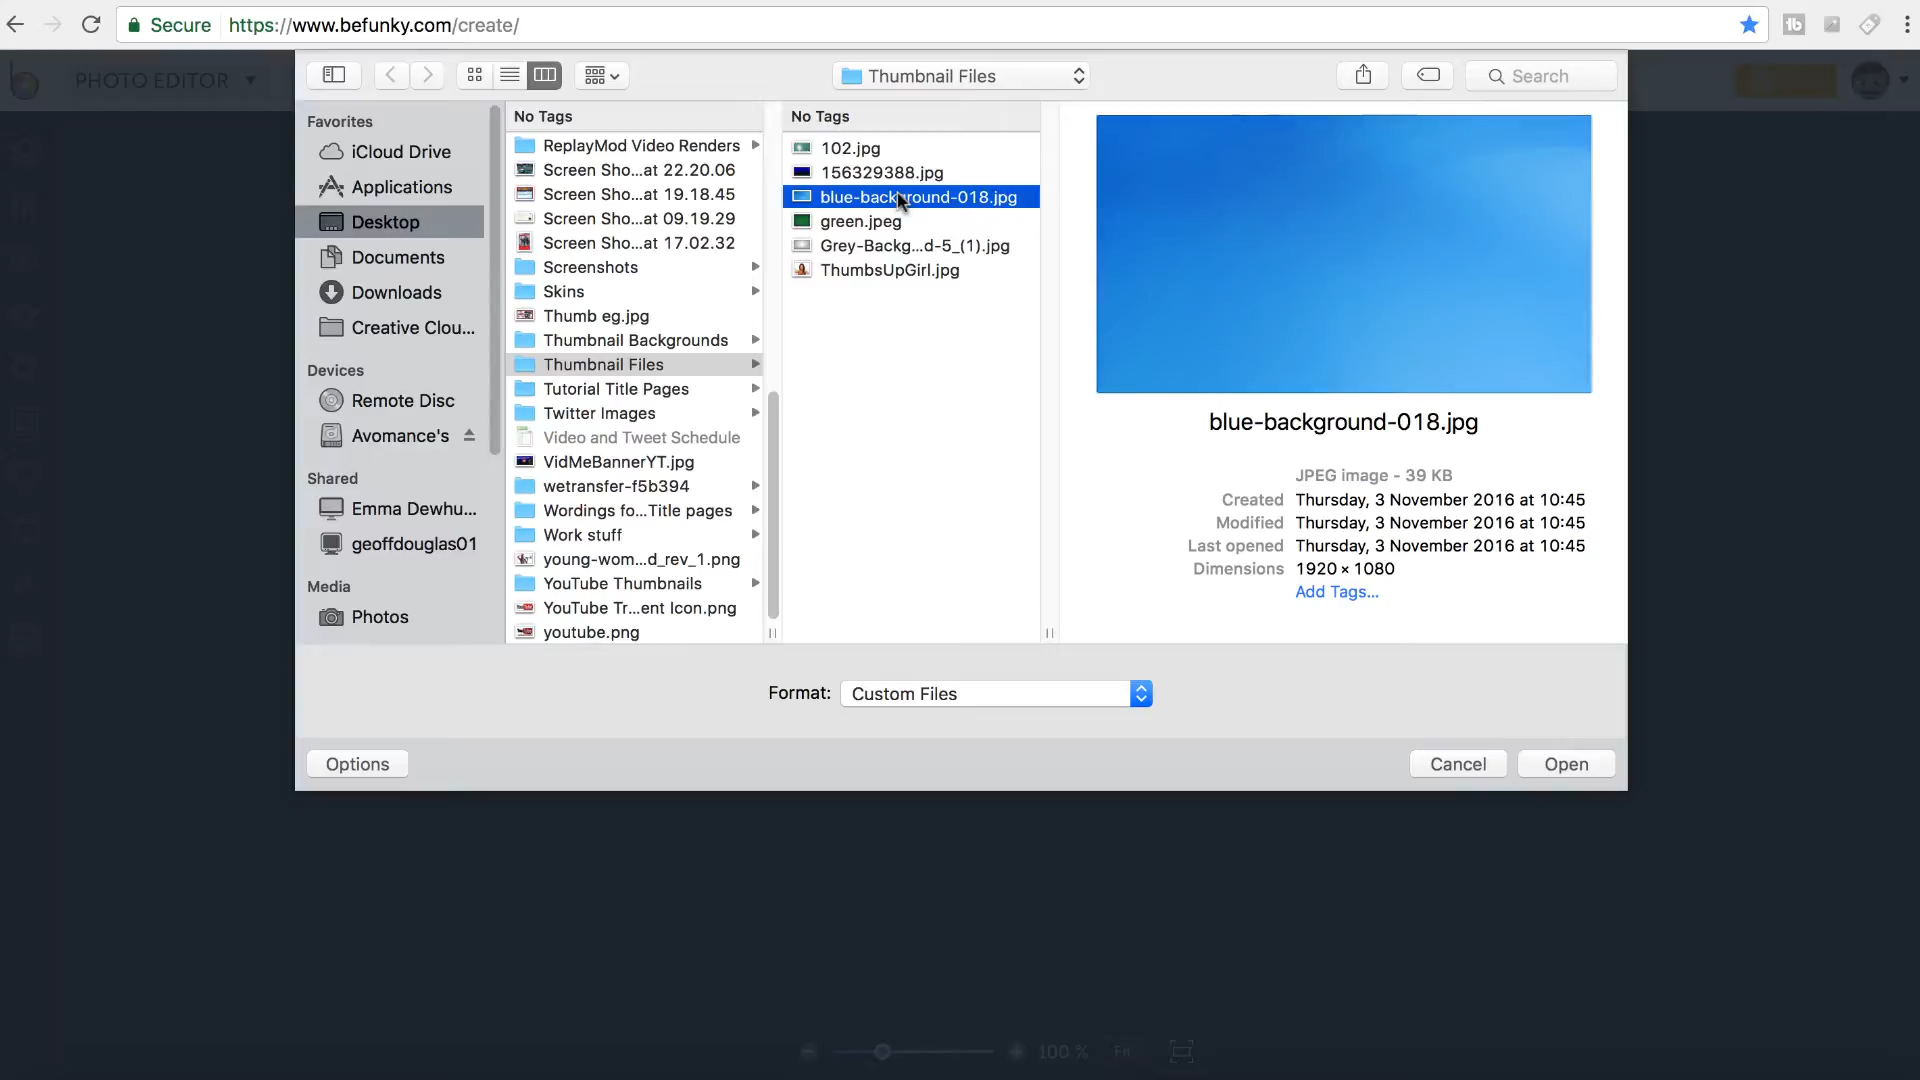 Secure https://www.befunky.com/create/
PHOTO EDITOR
Thumbnail Files
Search
Favorites
iCloud Drive
Applications
Desktop
Documents
Downloads
Creative Clou...
Devices
Remote Disc
Avomance's
Shared
Emma Dewhu...
geoffdouglas01
Media
Photos
No Tags
ReplayMod Video Renders
Screen Sho...at 22.20.06
Screen Sho...at 19.18.45
Screen Sho...at 09.19.29
Screen Sho...at 17.02.32
Screenshots
Skins
Thumb eg.jpg
Thumbnail Backgrounds
Thumbnail Files
Tutorial Title Pages
Twitter Images
Video and Tweet Schedule
VidMeBannerYT.jpg
wetransfer-f5b394
Wordings fo...Title pages
Work stuff
young-wom...d_rev_1.png
YouTube Thumbnails
YouTube Tr...ent Icon.png
youtube.png
No Tags
102.jpg
156329388.jpg
blue-background-018.jpg
green.jpeg
Grey-Backg...d-5_(1).jpg
ThumbsUpGirl.jpg
blue-background-018.jpg
JPEG image - 39 KB
Created Thursday, 3 November 2016 at 10:45
Modified Thursday, 3 November 2016 at 10:45
Last opened Thursday, 3 November 2016 at 10:45
Dimensions 1920 × 1080
Add Tags...
Format: Custom Files
Options
Cancel
Open
100 %